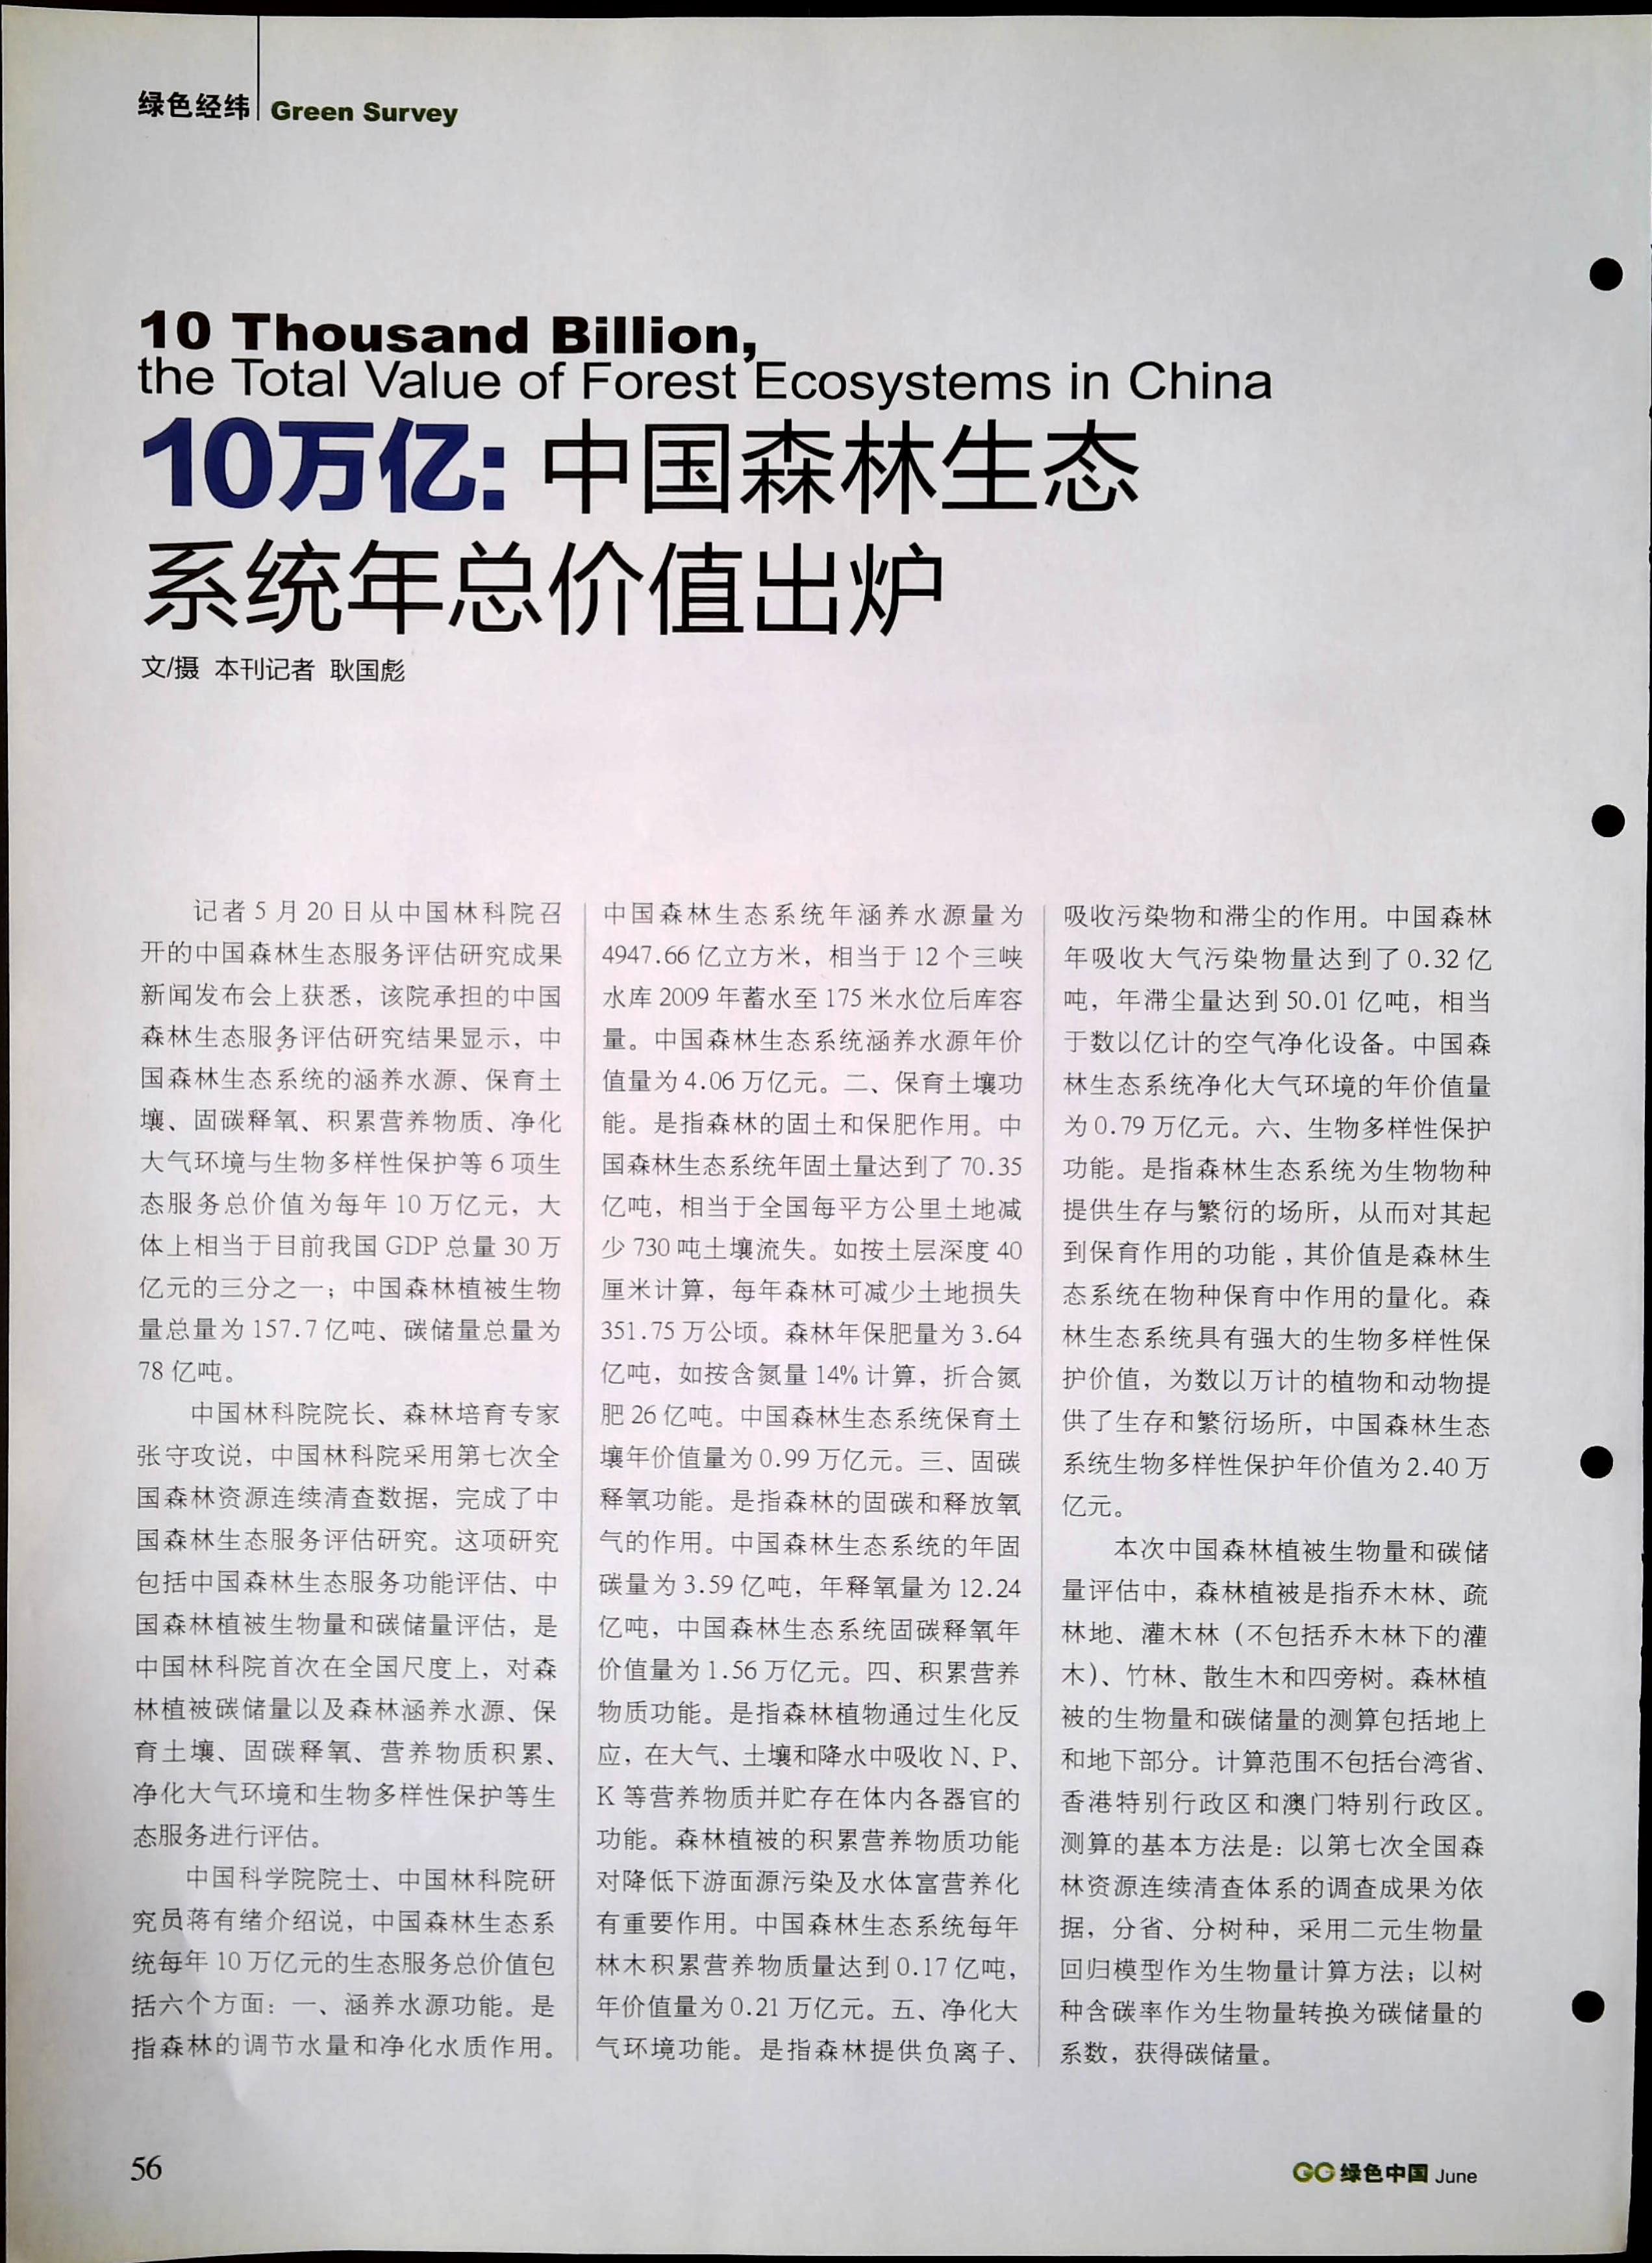 绿色经纬 Green Survey
10 Thousand Billion,
the Total Value of Forest Ecosystems in China
10万亿：中国森林生态
系统年总价值出炉
文/摄 本刊记者 耿国彪
记者 5 月 20 日从中国林科院召
开的中国森林生态服务评估研究成果
新闻发布会上获悉，该院承担的中国
森林生态服务评估研究结果显示，中
国森林生态系统的涵养水源、保育土
壤、固碳释氧、积累营养物质、净化
大气环境与生物多样性保护等 6 项生
态服务总价值为每年 10 万亿元，大
体上相当于目前我国 GDP 总量 30 万
亿元的三分之一；中国森林植被生物
量总量为 157.7 亿吨、碳储量总量为
78 亿吨。
中国林科院院长、森林培育专家
张守攻说，中国林科院采用第七次全
国森林资源连续清查数据，完成了中
国森林生态服务评估研究。这项研究
包括中国森林生态服务功能评估、中
国森林植被生物量和碳储量评估，是
中国林科院首次在全国尺度上，对森
林植被碳储量以及森林涵养水源、保
育土壤、固碳释氧、营养物质积累、
净化大气环境和生物多样性保护等生
态服务进行评估。
中国科学院院士、中国林科院研
究员蒋有绪介绍说，中国森林生态系
统每年 10 万亿元的生态服务总价值包
括六个方面：一、涵养水源功能。是
指森林的调节水量和净化水质作用。
中国森林生态系统年涵养水源量为
4947.66 亿立方米，相当于 12 个三峡
水库 2009 年蓄水至 175 米水位后库容
量。中国森林生态系统涵养水源年价
值量为 4.06 万亿元。二、保育土壤功
能。是指森林的固土和保肥作用。中
国森林生态系统年固土量达到了 70.35
亿吨，相当于全国每平方公里土地减
少 730 吨土壤流失。如按土层深度 40
厘米计算，每年森林可减少土地损失
351.75 万公顷。森林年保肥量为 3.64
亿吨，如按含氮量 14% 计算，折合氮
肥 26 亿吨。中国森林生态系统保育土
壤年价值量为 0.99 万亿元。三、固碳
释氧功能。是指森林的固碳和释放氧
气的作用。中国森林生态系统的年固
碳量为 3.59 亿吨，年释氧量为 12.24
亿吨，中国森林生态系统固碳释氧年
价值量为 1.56 万亿元。四、积累营养
物质功能。是指森林植物通过生化反
应，在大气、土壤和降水中吸收 N、P、
K 等营养物质并贮存在体内各器官的
功能。森林植被的积累营养物质功能
对降低下游面源污染及水体富营养化
有重要作用。中国森林生态系统每年
林木积累营养物质量达到 0.17 亿吨，
年价值量为 0.21 万亿元。五、净化大
气环境功能。是指森林提供负离子、
吸收污染物和滞尘的作用。中国森林
年吸收大气污染物量达到了 0.32 亿
吨，年滞尘量达到 50.01 亿吨，相当
于数以亿计的空气净化设备。中国森
林生态系统净化大气环境的年价值量
为 0.79 万亿元。六、生物多样性保护
功能。是指森林生态系统为生物物种
提供生存与繁衍的场所，从而对其起
到保育作用的功能，其价值是森林生
态系统在物种保育中作用的量化。森
林生态系统具有强大的生物多样性保
护价值，为数以万计的植物和动物提
供了生存和繁衍场所，中国森林生态
系统生物多样性保护年价值为 2.40 万
亿元。
本次中国森林植被生物量和碳储
量评估中，森林植被是指乔木林、疏
林地、灌木林（不包括乔木林下的灌
木）、竹林、散生木和四旁树。森林植
被的生物量和碳储量的测算包括地上
和地下部分。计算范围不包括台湾省、
香港特别行政区和澳门特别行政区。
测算的基本方法是：以第七次全国森
林资源连续清查体系的调查成果为依
据，分省、分树种，采用二元生物量
回归模型作为生物量计算方法；以树
种含碳率作为生物量转换为碳储量的
系数，获得碳储量。
56
GC 绿色中国 June